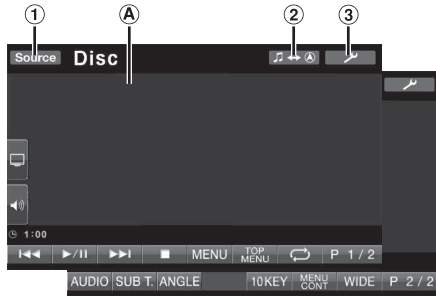 1 A 2 3
Source Disc
1:00
MENU TOP MENU P 1/2
AUDIO SUB T. ANGLE 10KEY MENU CONT WIDE P 2/2